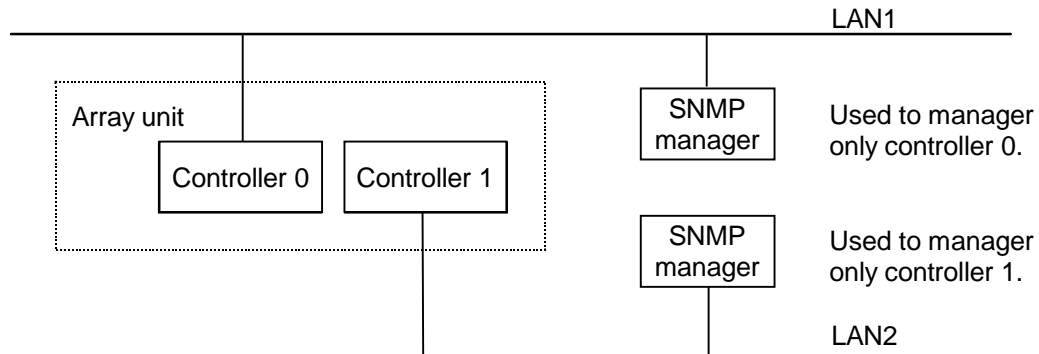 LAN1
Array unit
Controller 0
Controller 1
SNMP
manager
Used to manager
only controller 0.
SNMP
manager
Used to manager
only controller 1.
LAN2